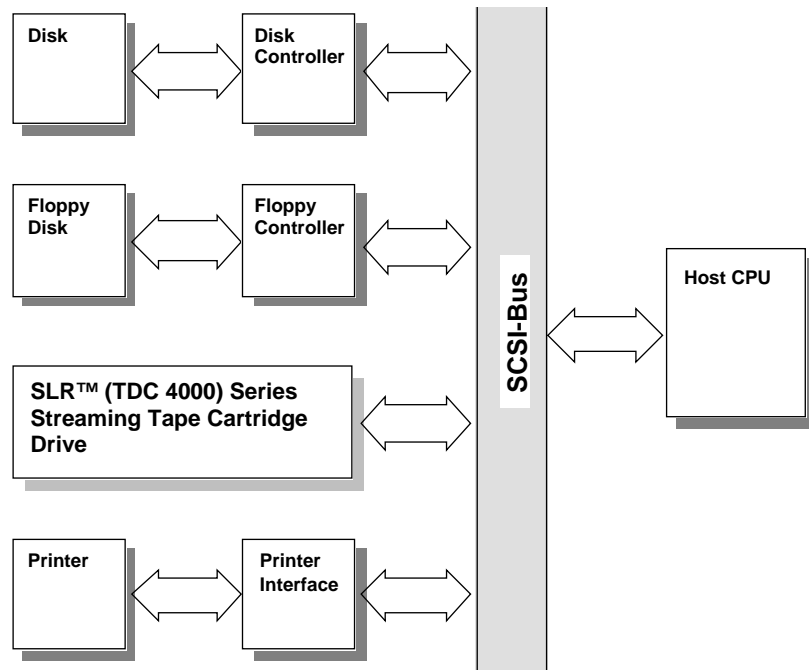 Disk
Disk
Controller
Floppy
Disk
Floppy
Controller
SCSI-Bus
Host CPU
SLR™ (TDC 4000) Series
Streaming Tape Cartridge
Drive
Printer
Printer
Interface